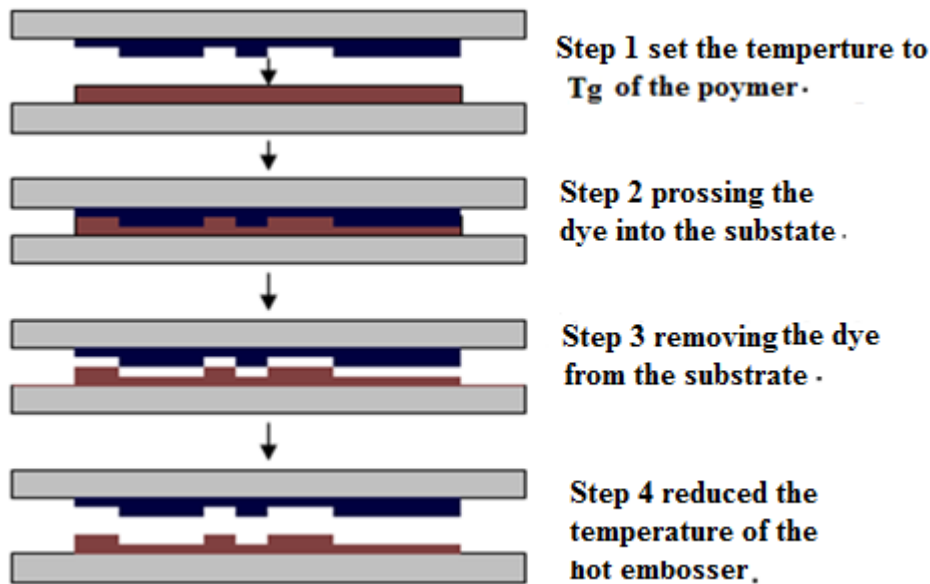 Step 1 set the temperture to
Tg of the poymer.
Step 2 prossing the
dye into the substate.
Step 3 removing the dye
from the substrate.
Step 4 reduced the
temperature of the
hot embosser.